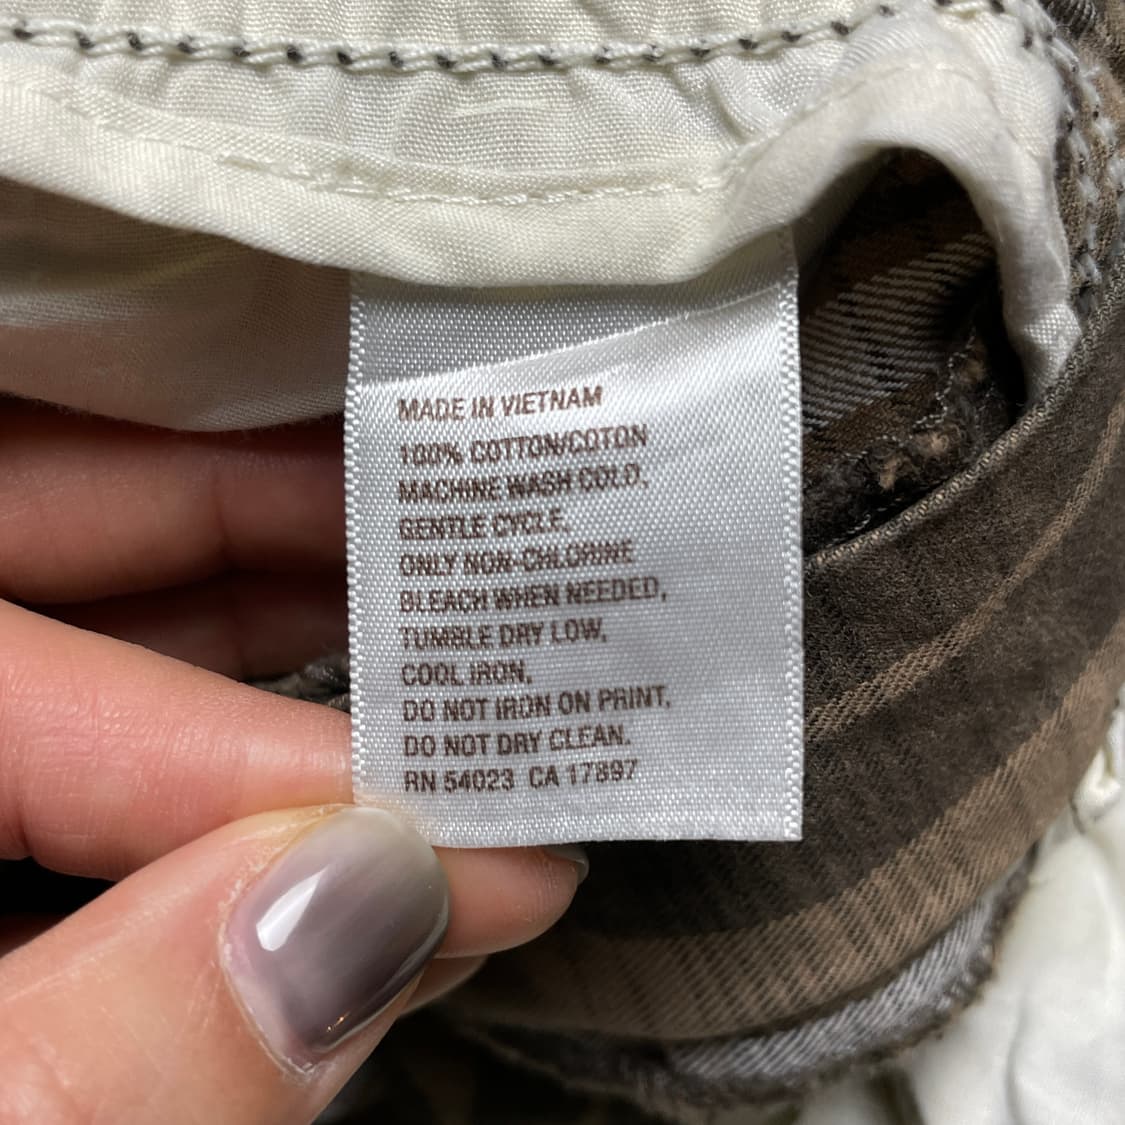 MADE IN VIETNAM
100% COTTON/COTON
MACHINE WASH COLD,
GENTLE CYCLE,
ONLY NON-CHLORINE
BLEACH WHEN NEEDED,
TUMBLE DRY LOW,
COOL IRON,
DO NOT IRON ON PRINT,
DO NOT DRY CLEAN.
RN 54023 CA 17897